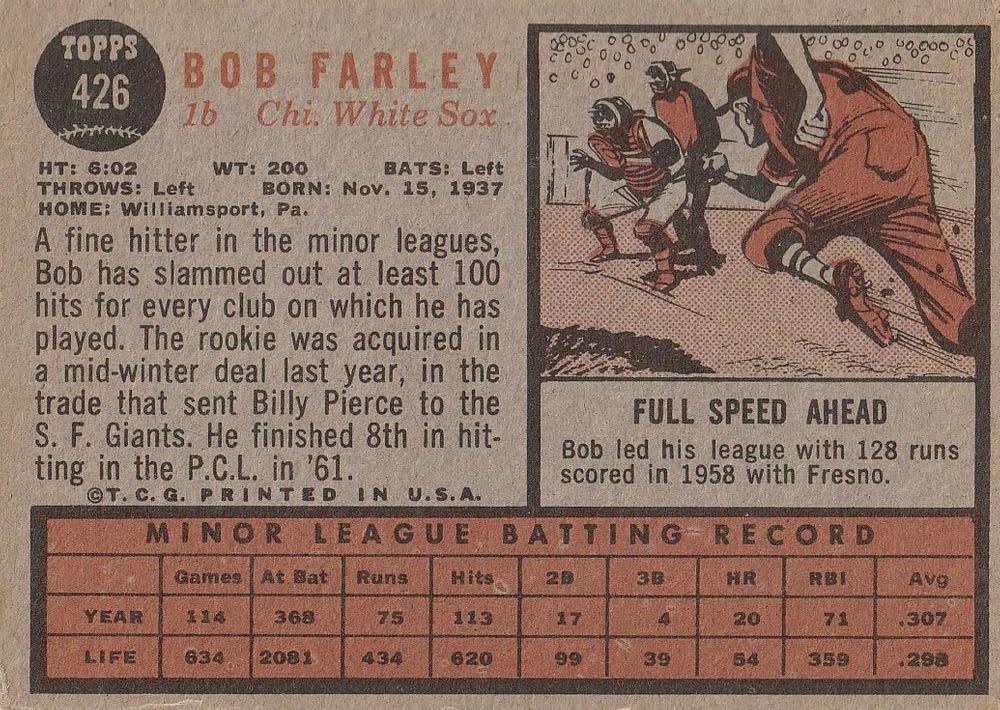 TOPPS
426
BOB FARLEY
1b Chi. White Sox
HT: 6:02 WT: 200 BATS: Left
THROWS: Left BORN: Nov. 15, 1937
HOME: Williamsport, Pa.
A fine hitter in the minor leagues,
Bob has slammed out at least 100
hits for every club on which he has
played. The rookie was acquired in
a mid-winter deal last year, in the
trade that sent Billy Pierce to the
S. F. Giants. He finished 8th in hit-
ting in the P.C.L. in '61.
©T.C.G. PRINTED IN U.S.A.
FULL SPEED AHEAD
Bob led his league with 128 runs
scored in 1958 with Fresno.
MINOR LEAGUE BATTING RECORD
Games At Bat Runs Hits 2B 3B HR RBI Avg
YEAR 114 368 75 113 17 4 20 71 .307
LIFE 634 2081 434 620 99 39 54 359 .298